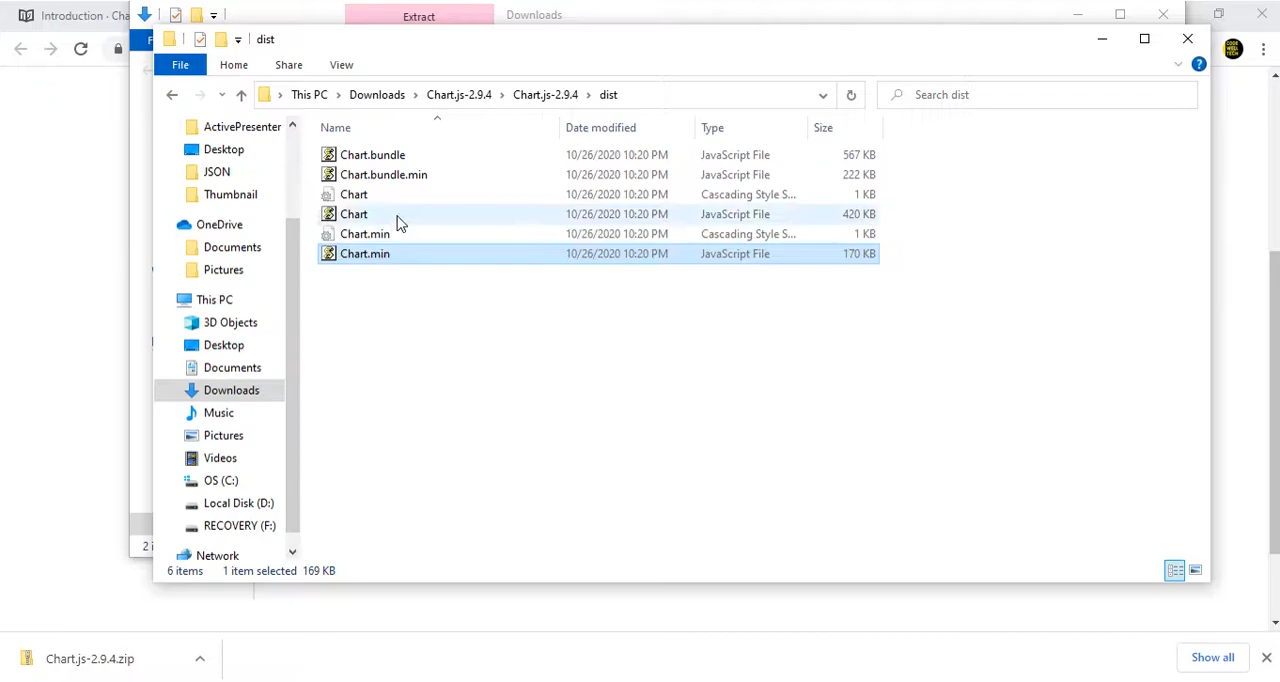 Introduction · Cha
Extract
Downloads
dist
File
Home
Share
View
This PC
Downloads
Chart.js-2.9.4
Chart.js-2.9.4
dist
Search dist
Name
Date modified
Type
Size
Chart.bundle
10/26/2020 10:20 PM
JavaScript File
567 KB
Chart.bundle.min
10/26/2020 10:20 PM
JavaScript File
222 KB
Chart
10/26/2020 10:20 PM
Cascading Style S...
1 KB
Chart
10/26/2020 10:20 PM
JavaScript File
420 KB
Chart.min
10/26/2020 10:20 PM
Cascading Style S...
1 KB
Chart.min
10/26/2020 10:20 PM
JavaScript File
170 KB
ActivePresenter
Desktop
JSON
Thumbnail
OneDrive
Documents
Pictures
This PC
3D Objects
Desktop
Documents
Downloads
Music
Pictures
Videos
OS (C:)
Local Disk (D:)
RECOVERY (F:)
Network
6 items
1 item selected
169 KB
Chart.js-2.9.4.zip
Show all